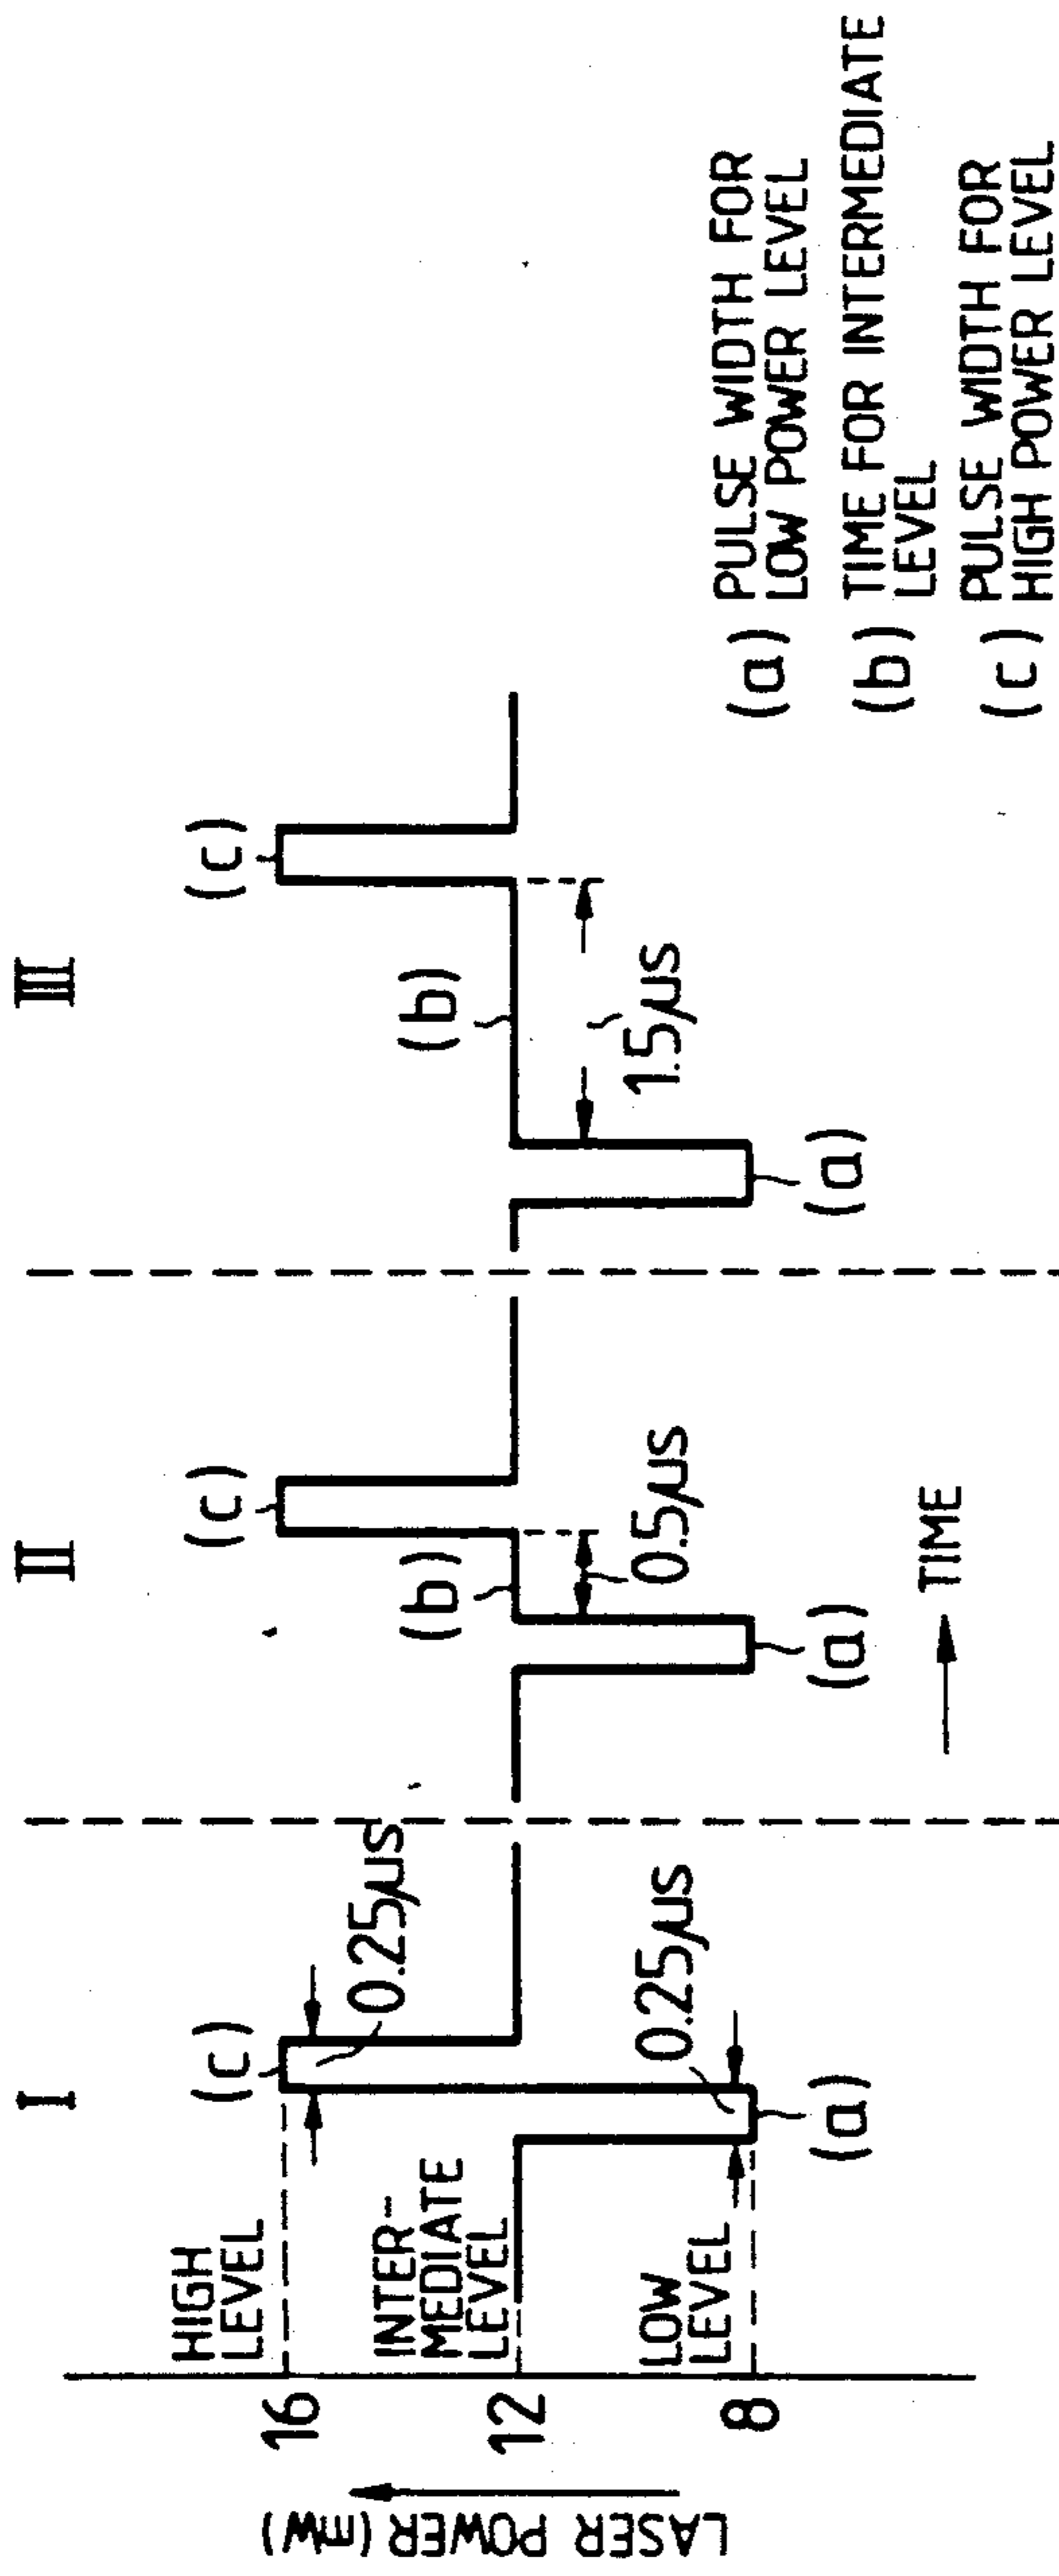 I
II
III
HIGH
LEVEL
(c)
0.25µs
(c)
(c)
16
INTER-
MEDIATE
LEVEL
(b)
(b)
12
LASER POWER (mW)
LOW
LEVEL
0.25µs
0.5µs
1.5µs
8
(a)
(a)
(a)
TIME
(a) PULSE WIDTH FOR
LOW POWER LEVEL
(b) TIME FOR INTERMEDIATE
LEVEL
(c) PULSE WIDTH FOR
HIGH POWER LEVEL